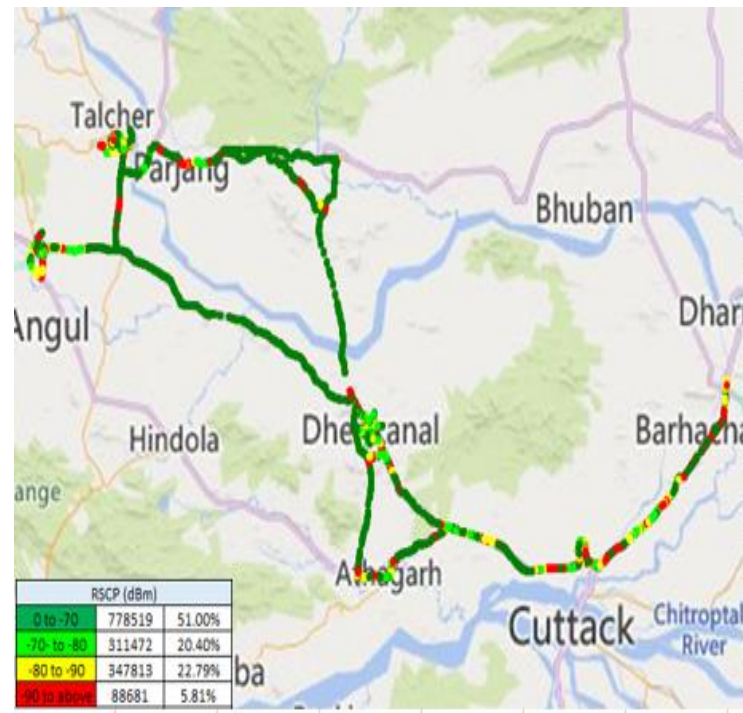 Talcher
Parjang
Bhuban
Angul
Dhar
Hindola
Barhacha
ange
Athagarh
Cuttack
Chitroptal
River
ba
RSCP (dBm)
0 to -70 778519 51.00%
-70- to -80 311472 20.40%
-80 to -90 347813 22.79%
-90 to above 88681 5.81%